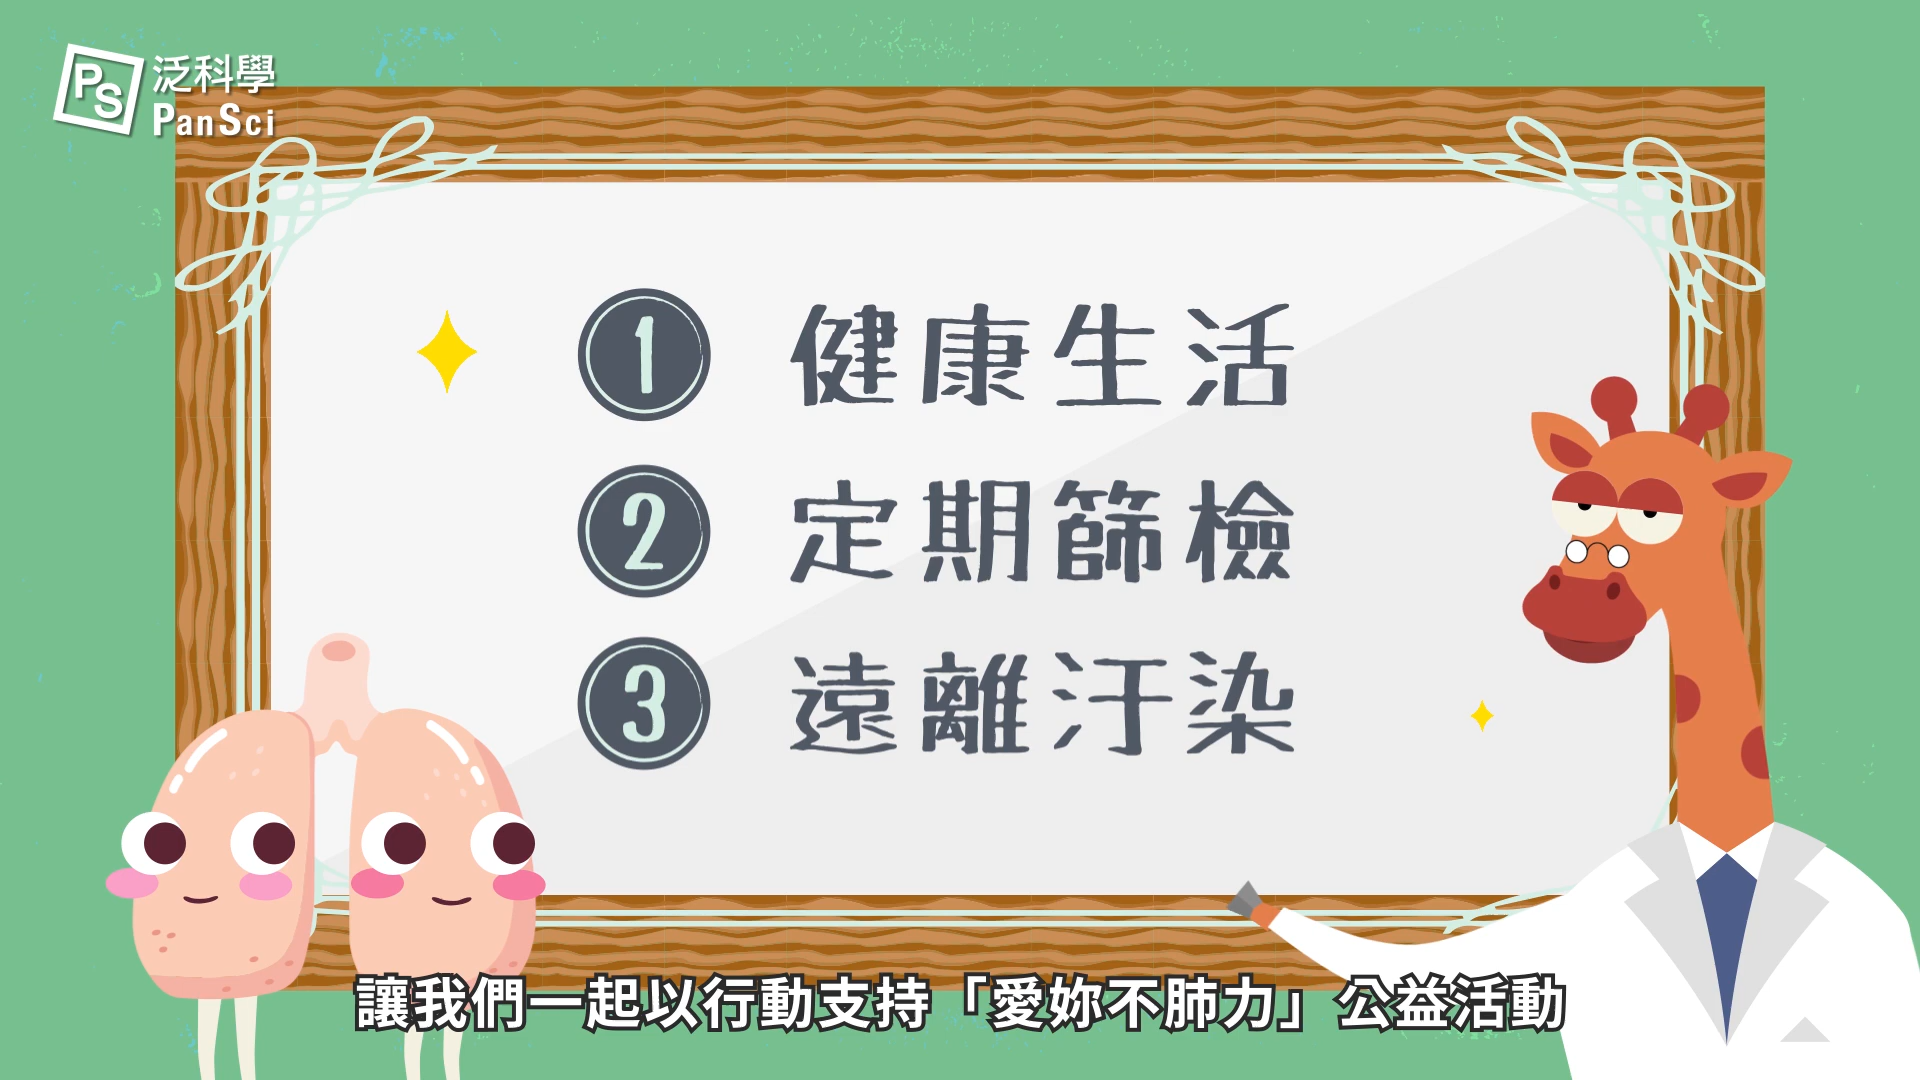 PS 泛科學
PanSci
1 健康生活
2 定期篩檢
3 遠離汙染
讓我們一起以行動支持「愛妳不肺力」公益活動